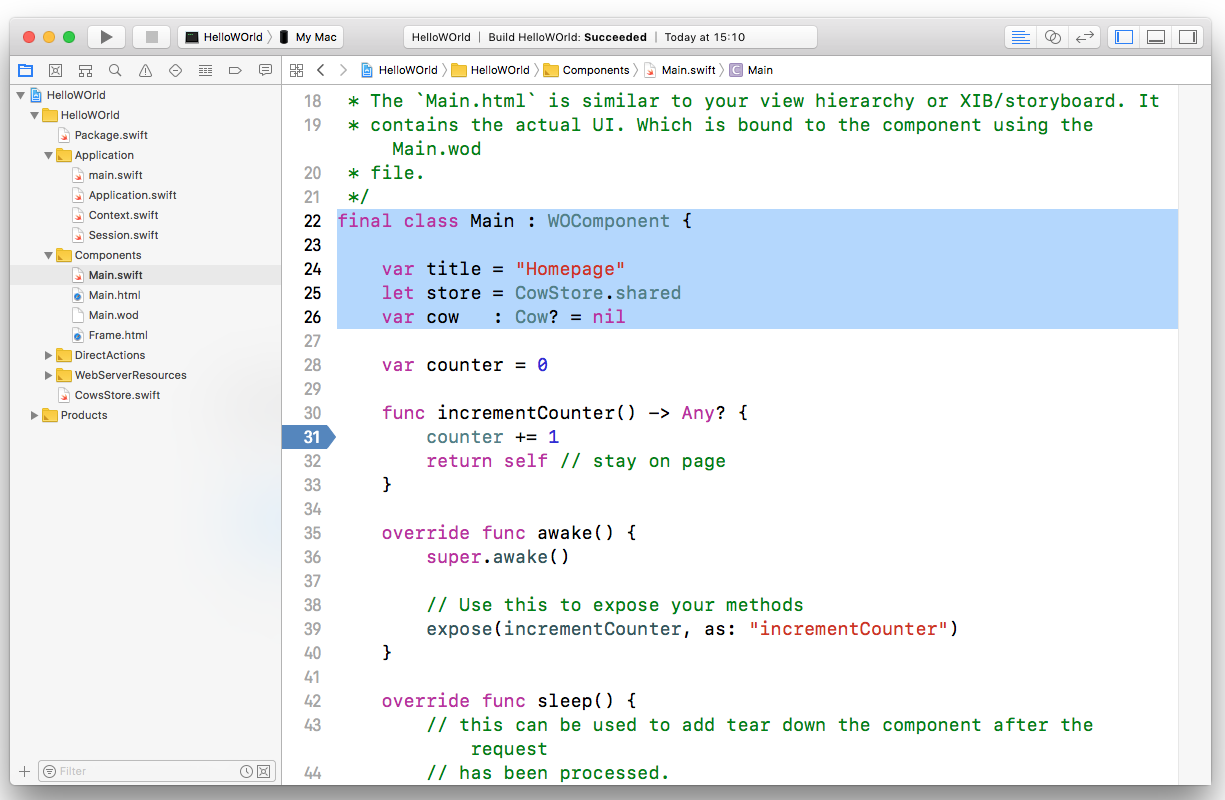 HelloWOrld My Mac HelloWOrld | Build HelloWOrld: Succeeded | Today at 15:10
HelloWOrld HelloWOrld Components Main.swift C Main
HelloWOrld
HelloWOrld
Package.swift
Application
main.swift
Application.swift
Context.swift
Session.swift
Components
Main.swift
Main.html
Main.wod
Frame.html
DirectActions
WebServerResources
CowsStore.swift
Products
Filter
18 * The `Main.html` is similar to your view hierarchy or XIB/storyboard. It
19 * contains the actual UI. Which is bound to the component using the
Main.wod
20 * file.
21 */
22 final class Main : WOComponent {
23
24 var title = "Homepage"
25 let store = CowStore.shared
26 var cow   : Cow? = nil
27
28 var counter = 0
29
30 func incrementCounter() -> Any? {
31 counter += 1
32 return self // stay on page
33 }
34
35 override func awake() {
36 super.awake()
37
38 // Use this to expose your methods
39 expose(incrementCounter, as: "incrementCounter")
40 }
41
42 override func sleep() {
43 // this can be used to add tear down the component after the
request
44 // has been processed.